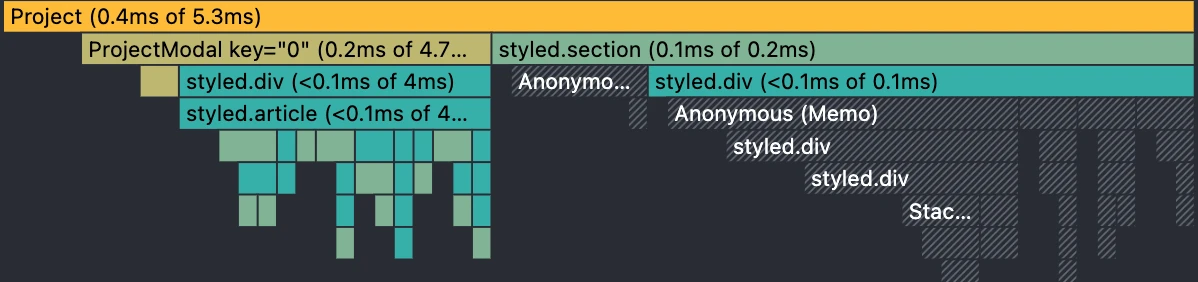 Project (0.4ms of 5.3ms)
ProjectModal key="0" (0.2ms of 4.7...
styled.section (0.1ms of 0.2ms)
styled.div (<0.1ms of 4ms)
Anonymo...
styled.div (<0.1ms of 0.1ms)
styled.article (<0.1ms of 4...
Anonymous (Memo)
styled.div
styled.div
Stac...